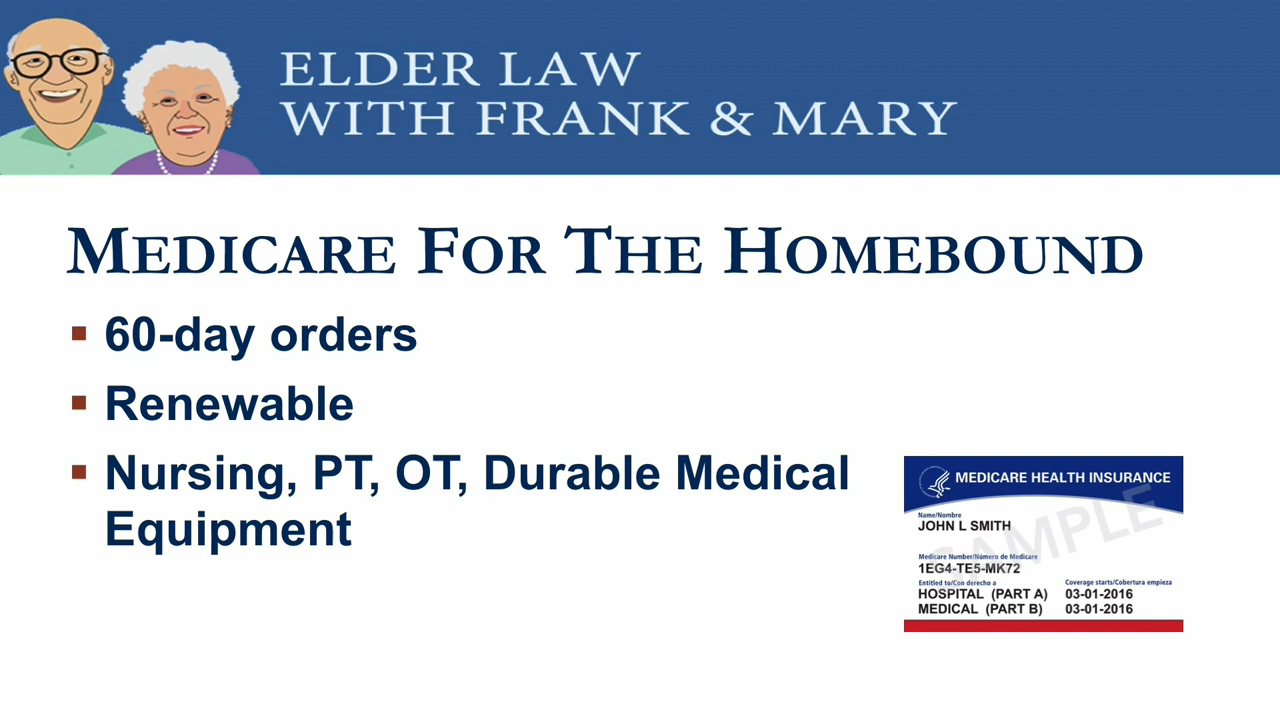 ELDER LAW
WITH FRANK & MARY
MEDICARE FOR THE HOMEBOUND
60-day orders
Renewable
Nursing, PT, OT, Durable Medical
Equipment
MEDICARE HEALTH INSURANCE
Name/Nombre
JOHN L SMITH
SAMPLE
Medicare Number/Número de Medicare
1EG4-TE5-MK72
Entitled to/Con derecho a Coverage starts/Cobertura empieza
HOSPITAL (PART A) 03-01-2016
MEDICAL (PART B) 03-01-2016